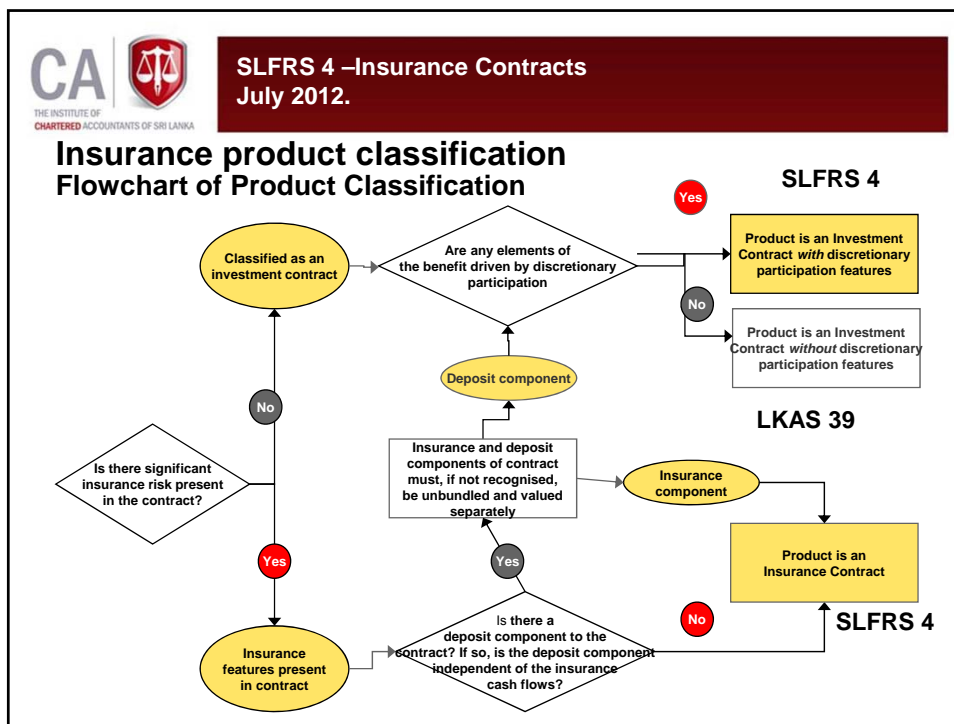 CA
THE INSTITUTE OF
CHARTERED ACCOUNTANTS OF SRI LANKA
SLFRS 4 –Insurance Contracts
July 2012.
Insurance product classification
Flowchart of Product Classification
SLFRS 4
Yes
Classified as an
investment contract
Are any elements of
the benefit driven by discretionary
participation
Product is an Investment
Contract with discretionary
participation features
No
Product is an Investment
Contract without discretionary
participation features
Deposit component
No
LKAS 39
Is there significant
insurance risk present
in the contract?
Insurance and deposit
components of contract
must, if not recognised,
be unbundled and valued
separately
Insurance
component
Yes
Yes
Product is an
Insurance Contract
No
SLFRS 4
Insurance
features present
in contract
Is there a
deposit component to the
contract? If so, is the deposit component
independent of the insurance
cash flows?